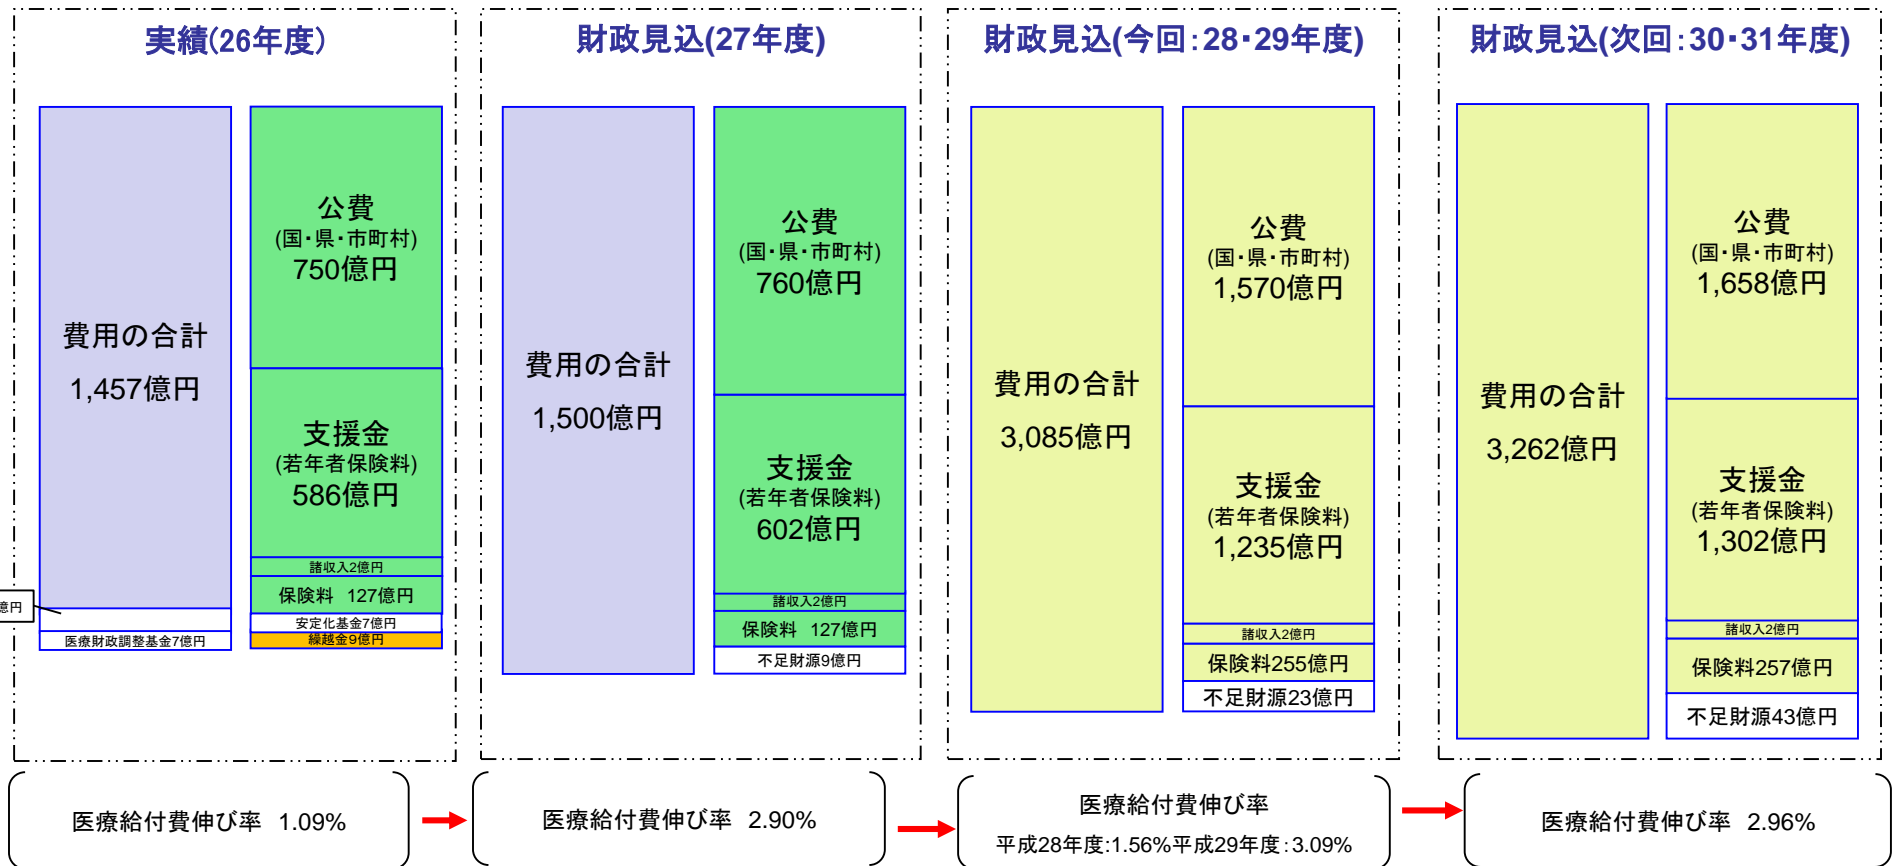 実績(26年度)
費用の合計
1,457億円
億円
医療財政調整基金7億円
公費
(国・県・市町村)
750億円
支援金
(若年者保険料)
586億円
諸収入2億円
保険料 127億円
安定化基金7億円
繰越金9億円
医療給付費伸び率 1.09%
財政見込(27年度)
費用の合計
1,500億円
公費
(国・県・市町村)
760億円
支援金
(若年者保険料)
602億円
諸収入2億円
保険料 127億円
不足財源9億円
医療給付費伸び率 2.90%
財政見込(今回:28・29年度)
費用の合計
3,085億円
公費
(国・県・市町村)
1,570億円
支援金
(若年者保険料)
1,235億円
諸収入2億円
保険料255億円
不足財源23億円
医療給付費伸び率
平成28年度:1.56%平成29年度:3.09%
財政見込(次回:30・31年度)
費用の合計
3,262億円
公費
(国・県・市町村)
1,658億円
支援金
(若年者保険料)
1,302億円
諸収入2億円
保険料257億円
不足財源43億円
医療給付費伸び率 2.96%